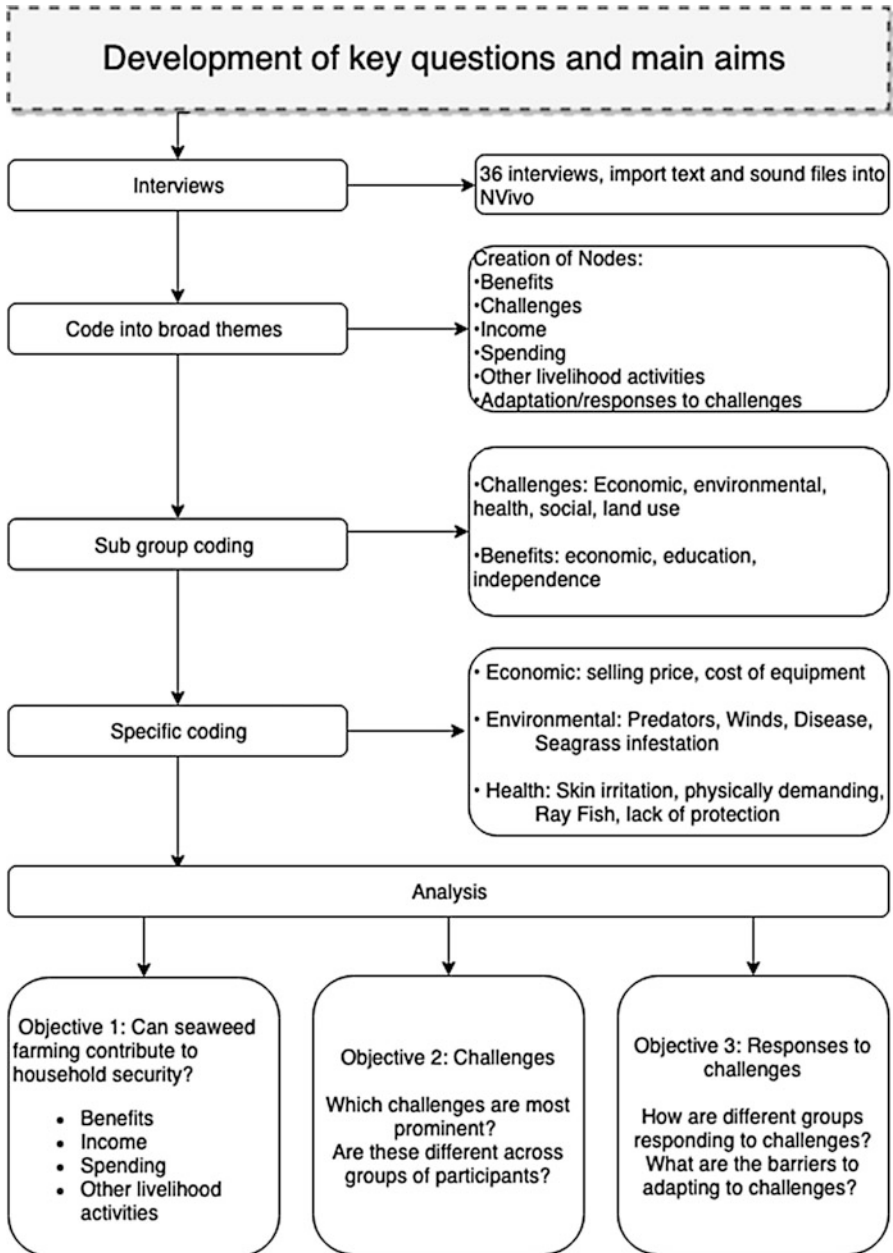 Development of key questions and main aims
Interviews
36 interviews, import text and sound files into
NVivo
Code into broad themes
Creation of Nodes:
•Benefits
•Challenges
•Income
•Spending
•Other livelihood activities
•Adaptation/responses to challenges
Sub group coding
•Challenges: Economic, environmental,
health, social, land use
•Benefits: economic, education,
independence
Specific coding
• Economic: selling price, cost of equipment
• Environmental: Predators, Winds, Disease,
Seagrass infestation
• Health: Skin irritation, physically demanding,
Ray Fish, lack of protection
Analysis
Objective 1: Can seaweed
farming contribute to
household security?
• Benefits
• Income
• Spending
• Other livelihood
activities
Objective 2: Challenges
Which challenges are most
prominent?
Are these different across
groups of participants?
Objective 3: Responses to
challenges
How are different groups
responding to challenges?
What are the barriers to
adapting to challenges?